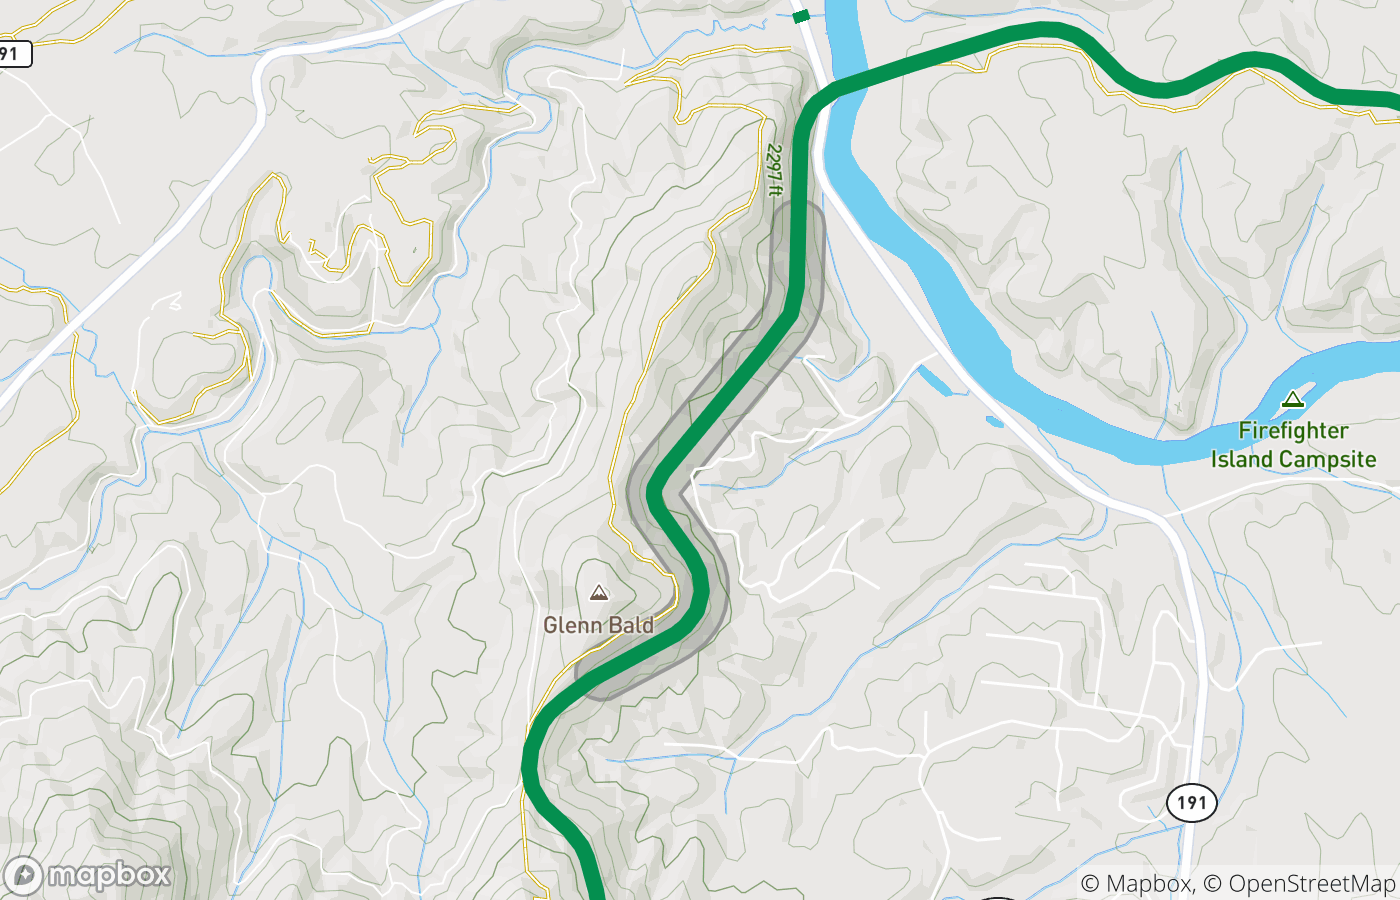 91
2297 ft
Firefighter
Island Campsite
Glenn Bald
191
mapbox
© Mapbox, © OpenStreetMap